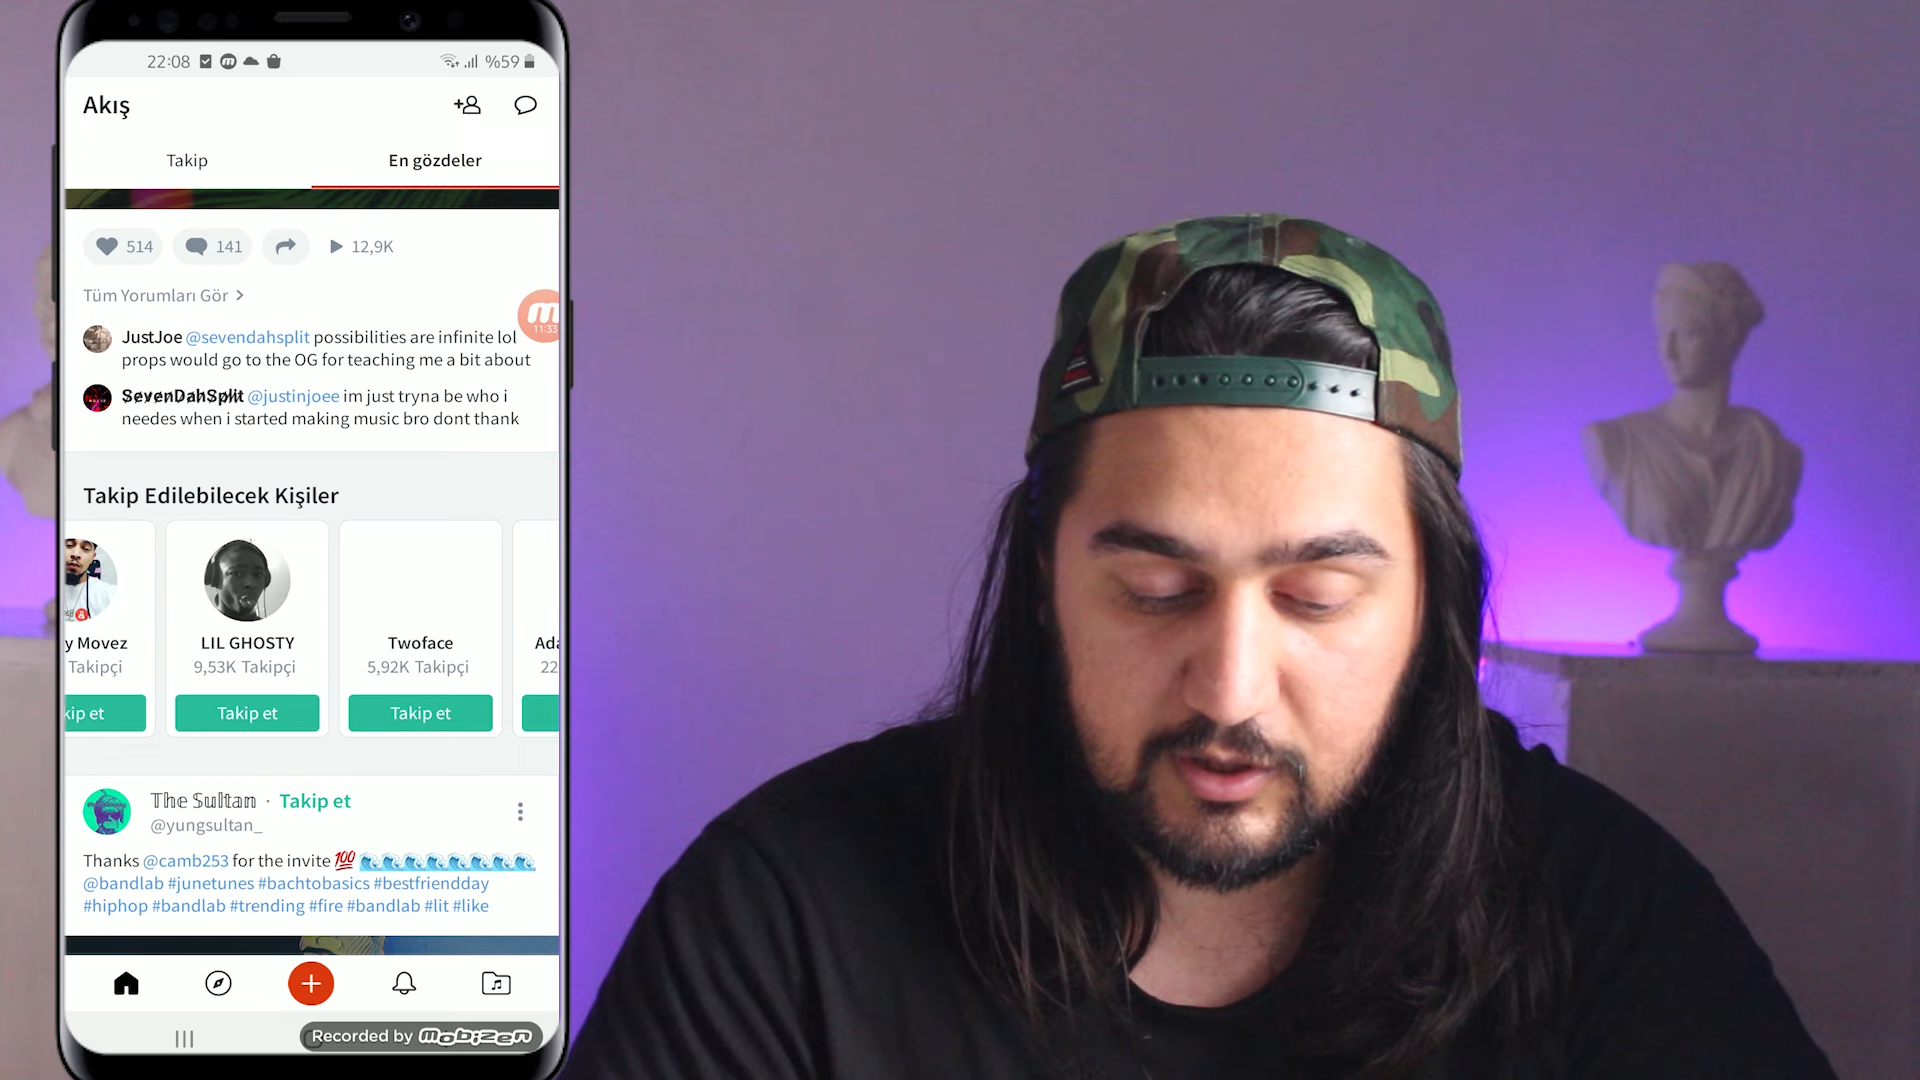 22:08 %59
Akış
Takip En gözdeler
514 141 12,9K
Tüm Yorumları Gör
11:33
JustJoe @sevendahsplit possibilities are infinite lol
props would go to the OG for teaching me a bit about
SevenDahSplit @justinjoee im just tryna be who i
needes when i started making music bro dont thank
Takip Edilebilecek Kişiler
y Movez LIL GHOSTY Twoface Ada
Takipçi 9,53K Takipçi 5,92K Takipçi 22
kip et Takip et Takip et
The Sultan · Takip et
@yungsultan_
Thanks @camb253 for the invite 💯 🌊🌊🌊🌊🌊🌊🌊🌊
@bandlab #junetunes #bachtobasics #bestfriendday
#hiphop #bandlab #trending #fire #bandlab #lit #like
Recorded by mobizen